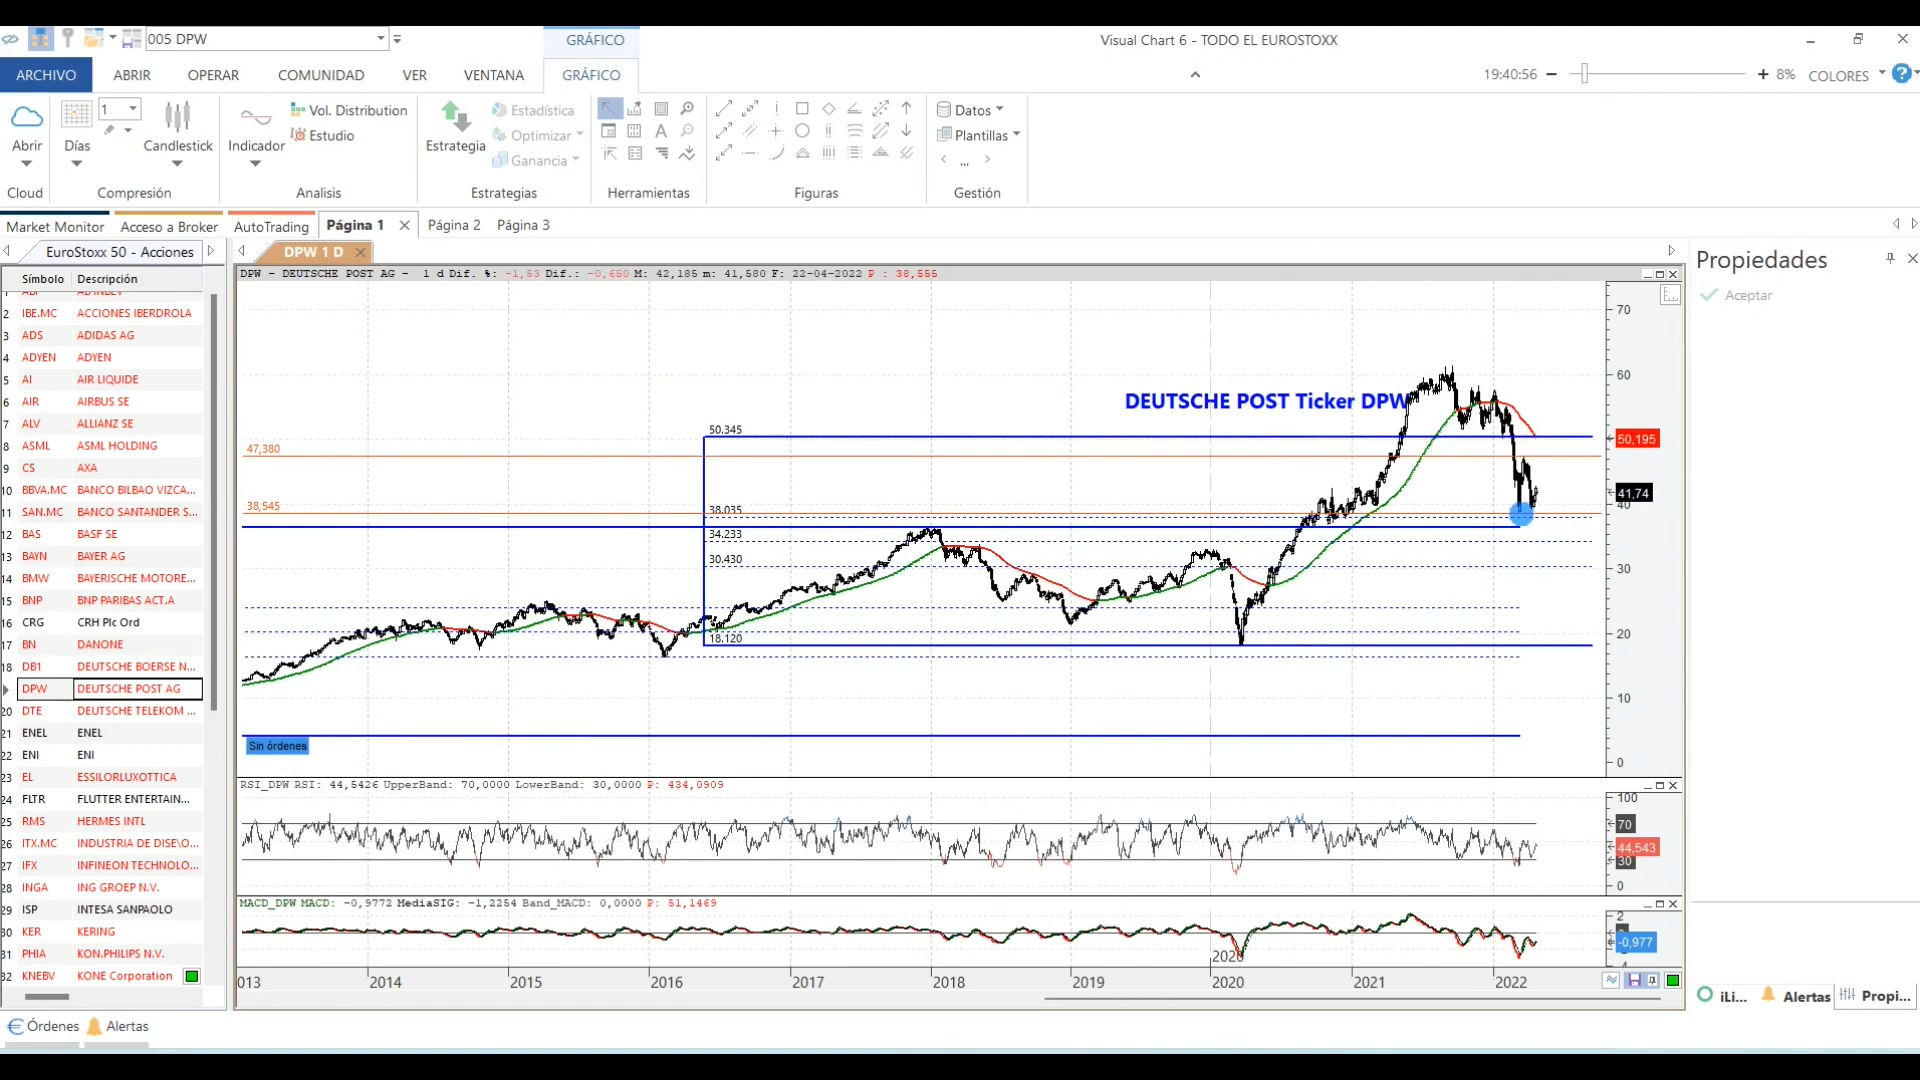 005 DPW
GRÁFICO
Visual Chart 6 - TODO EL EUROSTOXX
ARCHIVO ABRIR OPERAR COMUNIDAD VER VENTANA GRÁFICO
19:40:56 8% COLORES
Abrir
Cloud
Días
1
Candlestick
Compresión
Indicador
Vol. Distribution
Estudio
Analisis
Estrategia
Estadística
Optimizar
Ganancia
Estrategias
Herramientas
Figuras
Datos
Plantillas
...
Gestión
Market Monitor Acceso a Broker AutoTrading Página 1 Página 2 Página 3
EuroStoxx 50 - Acciones
Símbolo Descripción
2 IBE.MC ACCIONES IBERDROLA
3 ADS ADIDAS AG
4 ADYEN ADYEN
5 AI AIR LIQUIDE
6 AIR AIRBUS SE
7 ALV ALLIANZ SE
8 ASML ASML HOLDING
9 CS AXA
10 BBVA.MC BANCO BILBAO VIZCA...
11 SAN.MC BANCO SANTANDER S...
12 BAS BASF SE
13 BAYN BAYER AG
14 BMW BAYERISCHE MOTORE...
15 BNP BNP PARIBAS ACT.A
16 CRG CRH Plc Ord
17 BN DANONE
18 DB1 DEUTSCHE BOERSE N...
DPW DEUTSCHE POST AG
20 DTE DEUTSCHE TELEKOM ...
21 ENEL ENEL
22 ENI ENI
23 EL ESSILORLUXOTTICA
24 FLTR FLUTTER ENTERTAIN...
25 RMS HERMES INTL
26 ITX.MC INDUSTRIA DE DISE\O...
27 IFX INFINEON TECHNOLO...
28 INGA ING GROEP N.V.
29 ISP INTESA SANPAOLO
30 KER KERING
31 PHIA KON.PHILIPS N.V.
32 KNEBV KONE Corporation
Órdenes Alertas
DPW 1 D
DPW - DEUTSCHE POST AG - 1 d Dif. %: -1,53 Dif.: -0,650 M: 42,185 m: 41,580 F: 22-04-2022 P : 38,555
DEUTSCHE POST Ticker DPW
50.345
47,380
38,545
38.035
34.233
30.430
18.120
Sin órdenes
70
60
50,195
41,74
40
30
20
10
0
RSI_DPW RSI: 44,5426 UpperBand: 70,0000 LowerBand: 30,0000 P: 434,0909
100
70
44,543
30
0
MACD_DPW MACD: -0,9772 MediaSIG: -1,2254 Band_MACD: 0,0000 P: 51,1469
2
-0,977
2020
013 2014 2015 2016 2017 2018 2019 2020 2021 2022
Propiedades
Aceptar
iLi... Alertas Propi...